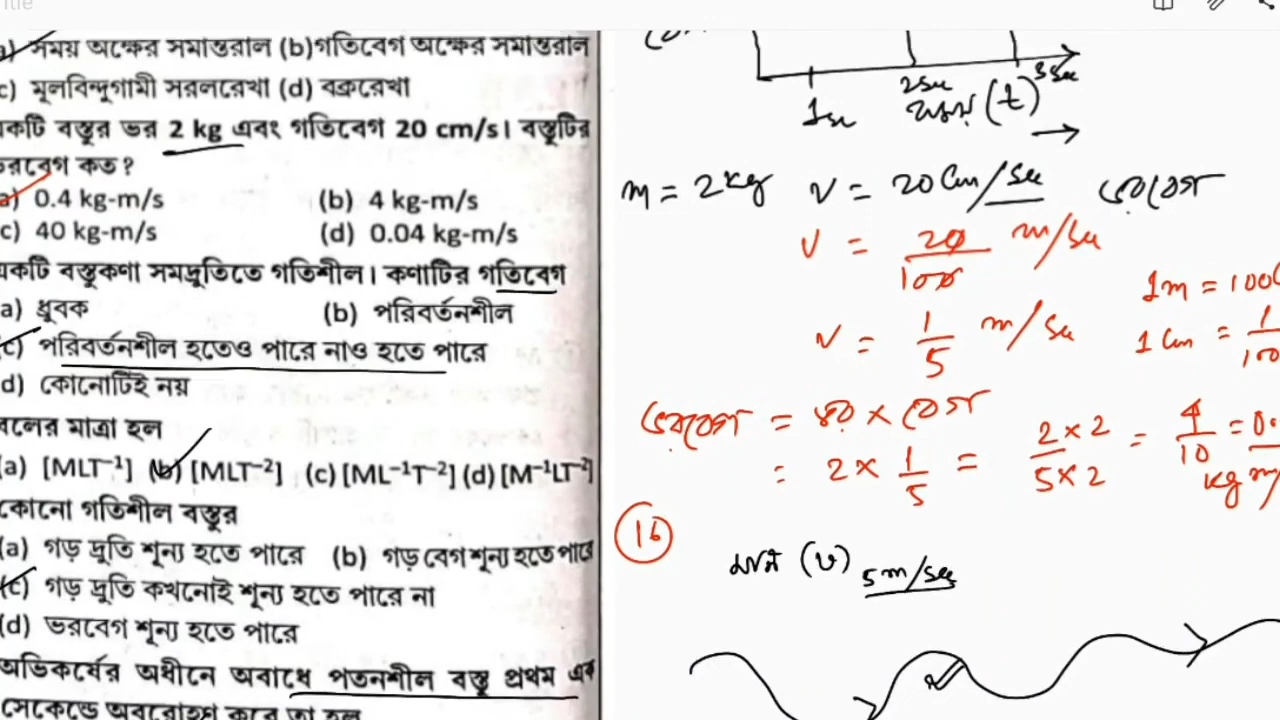 a) সময় অক্ষের সমান্তরাল (b) গতিবেগ অক্ষের সমান্তরাল
c) মূলবিন্দুগামী সরলরেখা (d) বক্ররেখা
একটি বস্তুর ভর 2 kg এবং গতিবেগ 20 cm/s। বস্তুটির
ভরবেগ কত?
a) 0.4 kg-m/s (b) 4 kg-m/s
c) 40 kg-m/s (d) 0.04 kg-m/s
একটি বস্তুকণা সমদ্রুতিতে গতিশীল। কণাটির গতিবেগ
a) ধ্রুবক (b) পরিবর্তনশীল
(c) পরিবর্তনশীল হতেও পারে নাও হতে পারে
d) কোনোটিই নয়
বলের মাত্রা হল
(a) [MLT⁻¹] (b) [MLT⁻²] (c) [ML⁻¹T⁻²] (d) [M⁻¹LT⁻²]
কোনো গতিশীল বস্তুর
(a) গড় দ্রুতি শূন্য হতে পারে (b) গড় বেগ শূন্য হতে পারে
(c) গড় দ্রুতি কখনোই শূন্য হতে পারে না
(d) ভরবেগ শূন্য হতে পারে
অভিকর্ষের অধীনে অবাধে পতনশীল বস্তু প্রথম এক
সেকেন্ডে অবরোহণ করে তা হল
1sec 2sec 3sec
সময় (t)
m = 2kg v = 20 Cm/sec
v = 20/100 m/sec
1m = 100
v = 1/5 m/sec
1 Cm = 1/100
ভরবেগ = ভর × বেগ
= 2 × 1/5 = 2×2/5×2 = 4/10 = 0.
kg m/
16
(v) 5m/sec